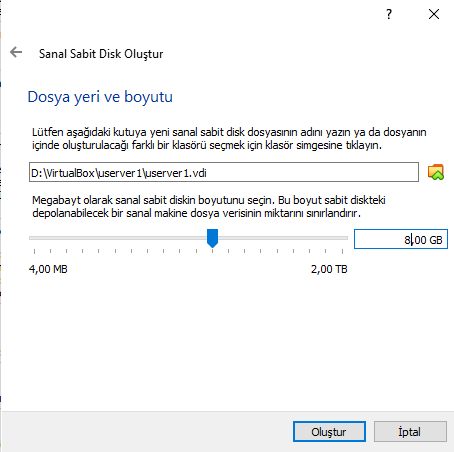 ?
Sanal Sabit Disk Oluştur
Dosya yeri ve boyutu
Lütfen aşağıdaki kutuya yeni sanal sabit disk dosyasının adını yazın ya da dosyanın
içinde oluşturulacağı farklı bir klasörü seçmek için klasör simgesine tıklayın.
D:\VirtualBox\userver1\userver1.vdi
Megabayt olarak sanal sabit diskin boyutunu seçin. Bu boyut sabit diskteki
depolanabilecek bir sanal makine dosya verisinin miktarını sınırlandırır.
8,00 GB
4,00 MB 2,00 TB
Oluştur İptal